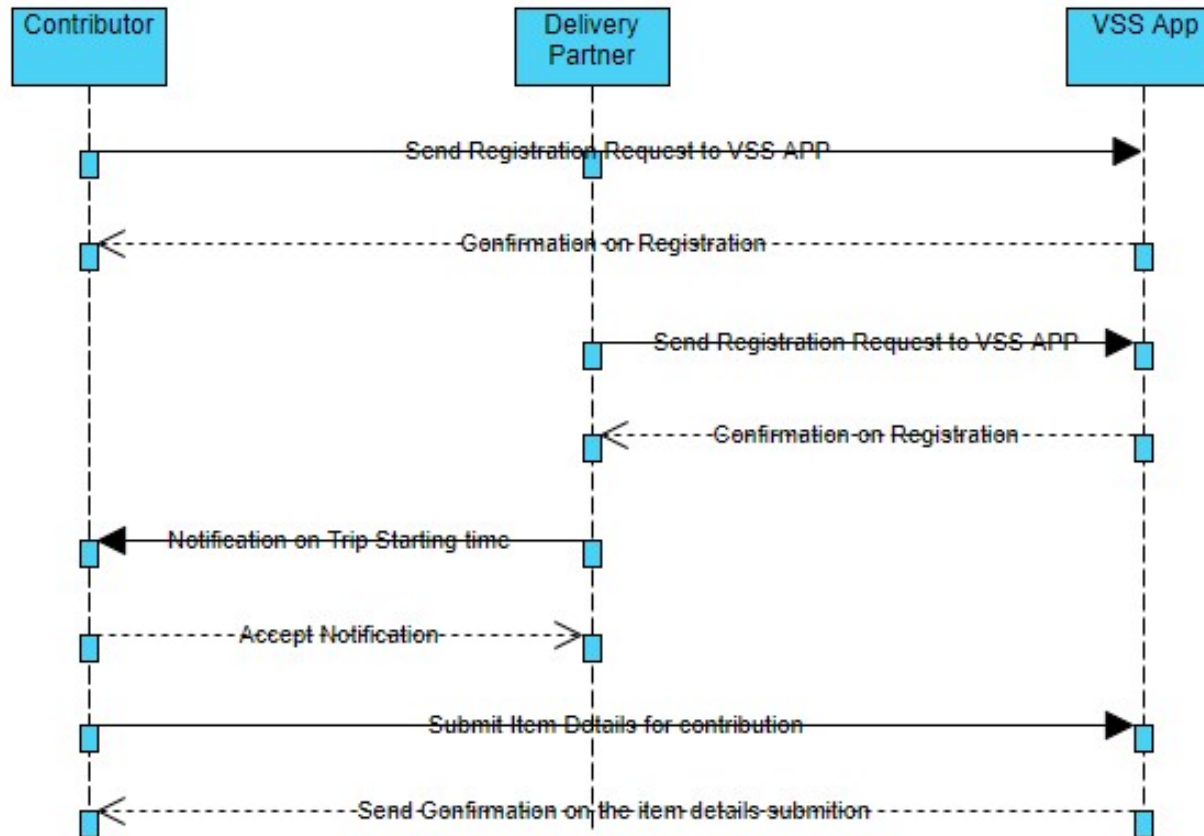 Contributor
Delivery
Partner
VSS App
Send Registration Request to VSS APP
Confirmation on Registration
Send Registration Request to VSS APP
Confirmation on Registration
Notification on Trip Starting time
Accept Notification
Submit Item Details for contribution
Send Confirmation on the item details submition